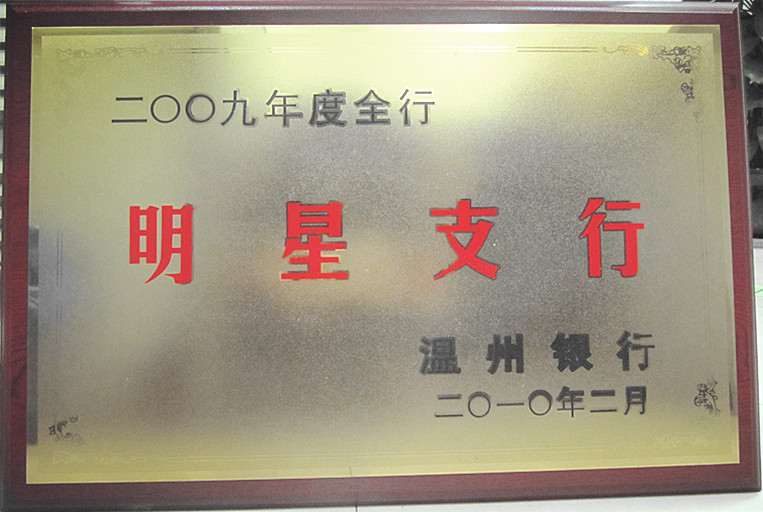 二〇〇九年度全行
明星支行
温州银行
二〇一〇年二月